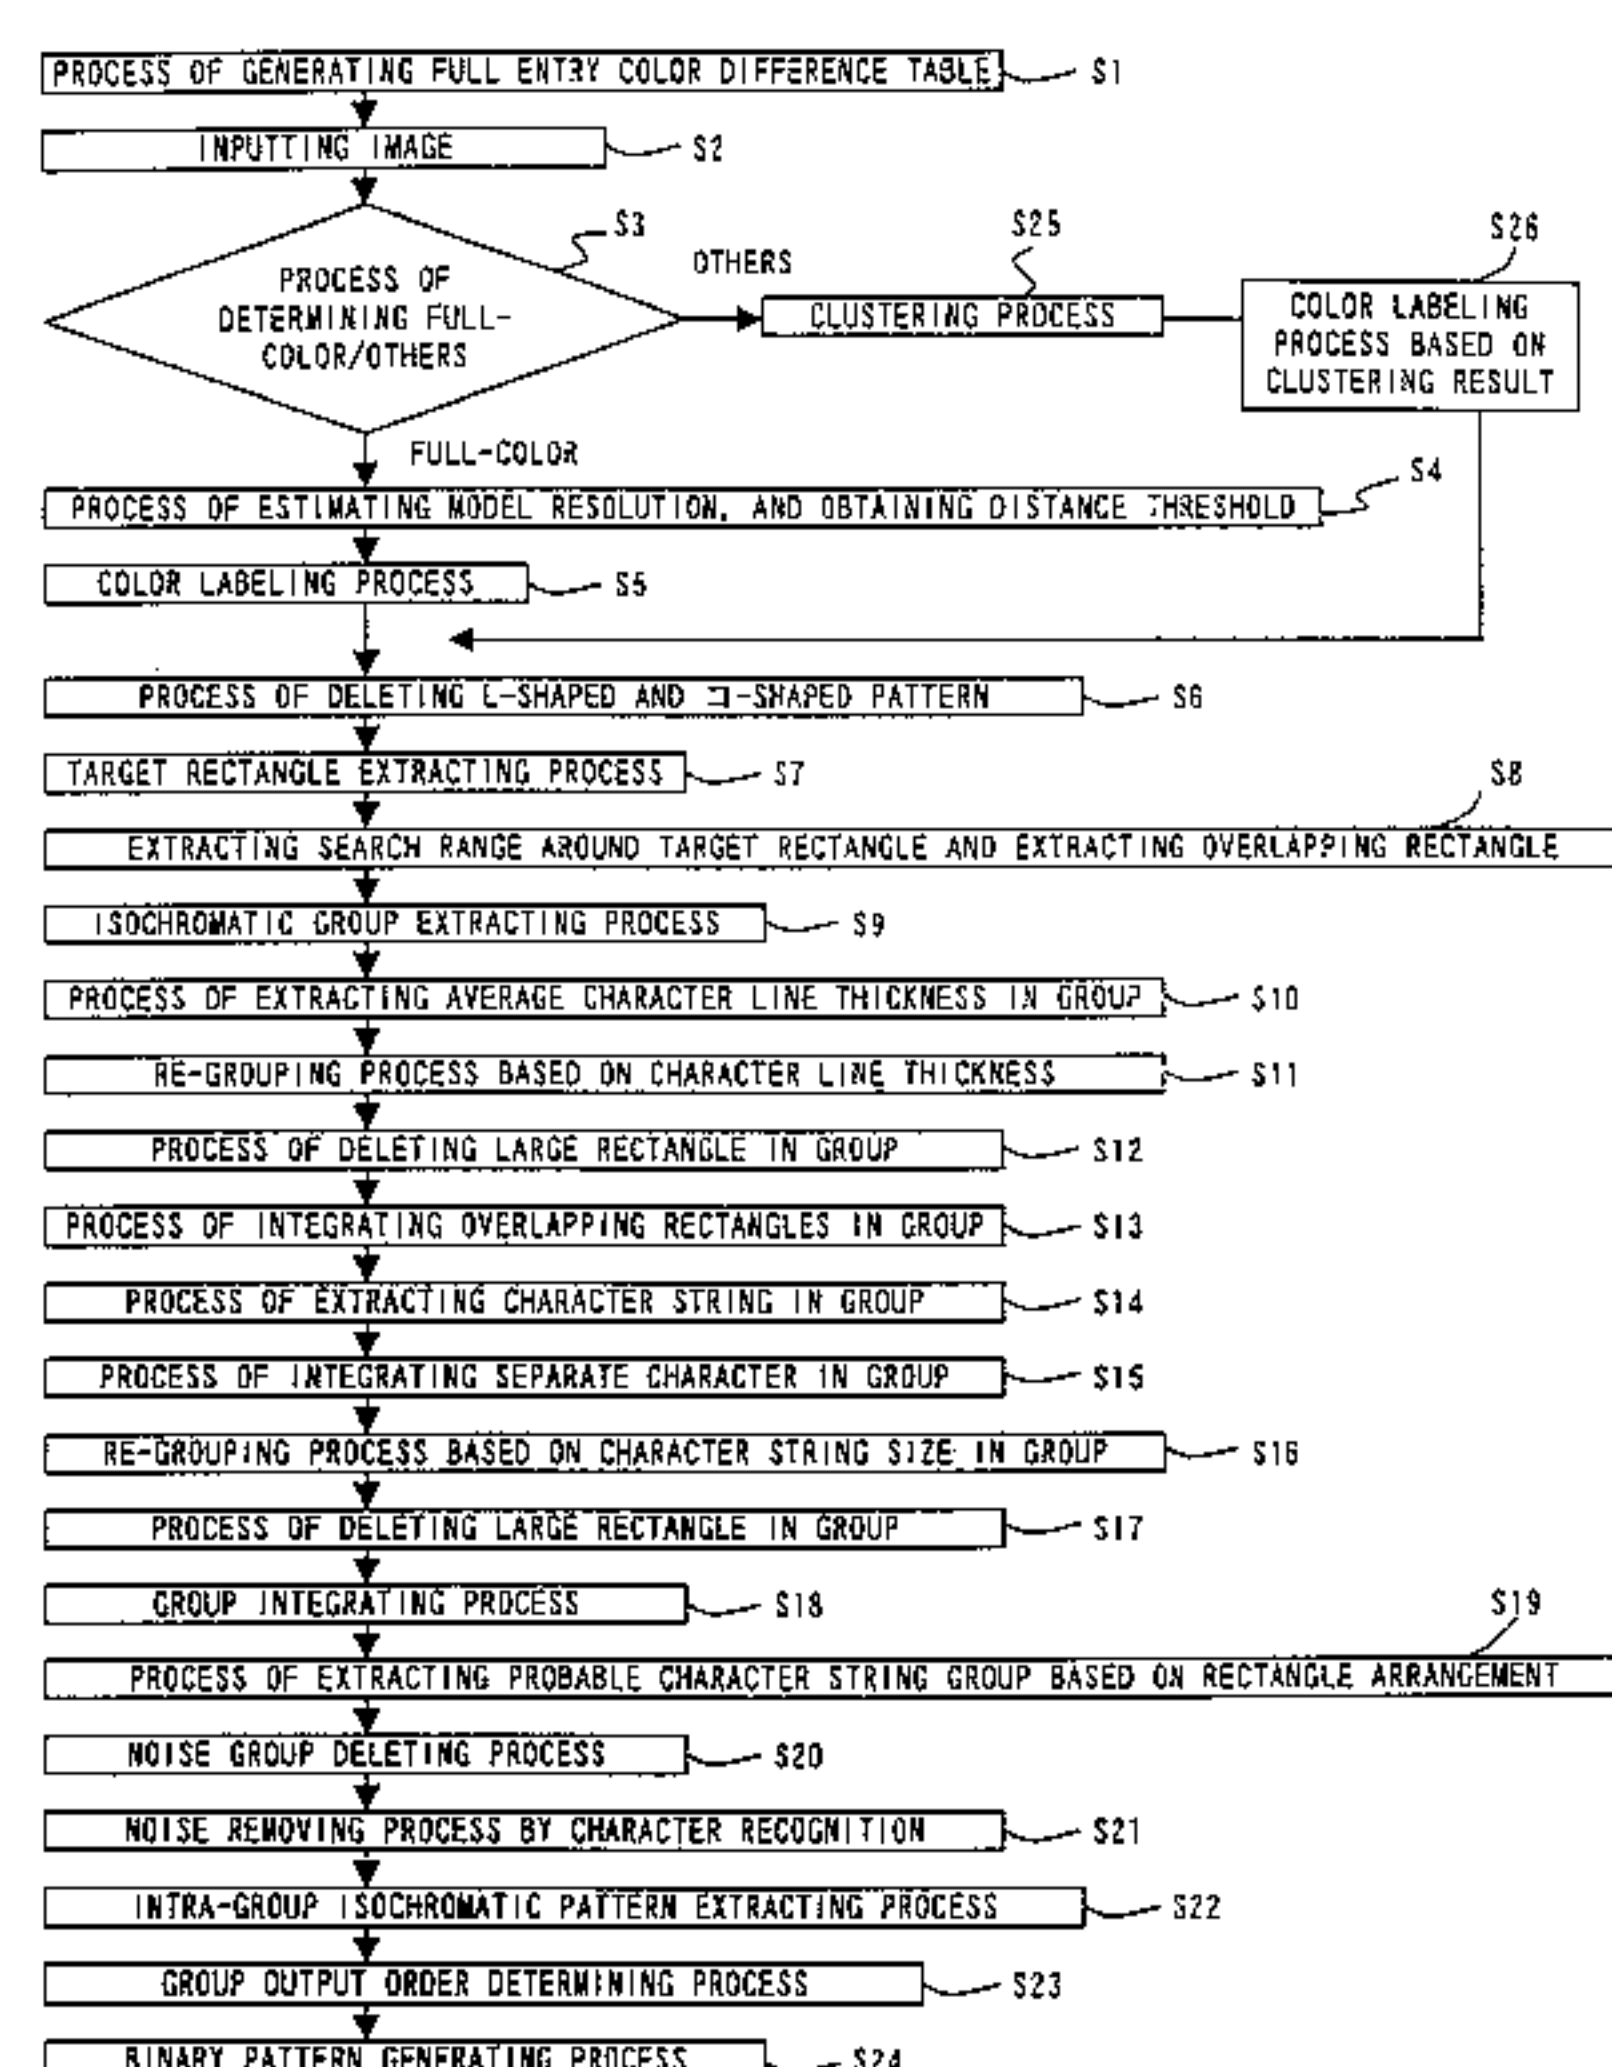 PROCESS OF GENERATING FULL ENTRY COLOR DIFFERENCE TABLE
S1
INPUTTING IMAGE
S2
S3
PROCESS OF
DETERMINING FULL-
COLOR/OTHERS
OTHERS
S25
CLUSTERING PROCESS
S26
COLOR LABELING
PROCESS BASED ON
CLUSTERING RESULT
FULL-COLOR
S4
PROCESS OF ESTIMATING MODEL RESOLUTION, AND OBTAINING DISTANCE THRESHOLD
COLOR LABELING PROCESS
S5
PROCESS OF DELETING L-SHAPED AND コ-SHAPED PATTERN
S6
TARGET RECTANGLE EXTRACTING PROCESS
S7
S8
EXTRACTING SEARCH RANGE AROUND TARGET RECTANGLE AND EXTRACTING OVERLAPPING RECTANGLE
ISOCHROMATIC GROUP EXTRACTING PROCESS
S9
PROCESS OF EXTRACTING AVERAGE CHARACTER LINE THICKNESS IN GROUP
S10
RE-GROUPING PROCESS BASED ON CHARACTER LINE THICKNESS
S11
PROCESS OF DELETING LARGE RECTANGLE IN GROUP
S12
PROCESS OF INTEGRATING OVERLAPPING RECTANGLES IN GROUP
S13
PROCESS OF EXTRACTING CHARACTER STRING IN GROUP
S14
PROCESS OF INTEGRATING SEPARATE CHARACTER IN GROUP
S15
RE-GROUPING PROCESS BASED ON CHARACTER STRING SIZE IN GROUP
S16
PROCESS OF DELETING LARGE RECTANGLE IN GROUP
S17
GROUP INTEGRATING PROCESS
S18
S19
PROCESS OF EXTRACTING PROBABLE CHARACTER STRING GROUP BASED ON RECTANGLE ARRANGEMENT
NOISE GROUP DELETING PROCESS
S20
NOISE REMOVING PROCESS BY CHARACTER RECOGNITION
S21
INTRA-GROUP ISOCHROMATIC PATTERN EXTRACTING PROCESS
S22
GROUP OUTPUT ORDER DETERMINING PROCESS
S23
BINARY PATTERN GENERATING PROCESS
S24